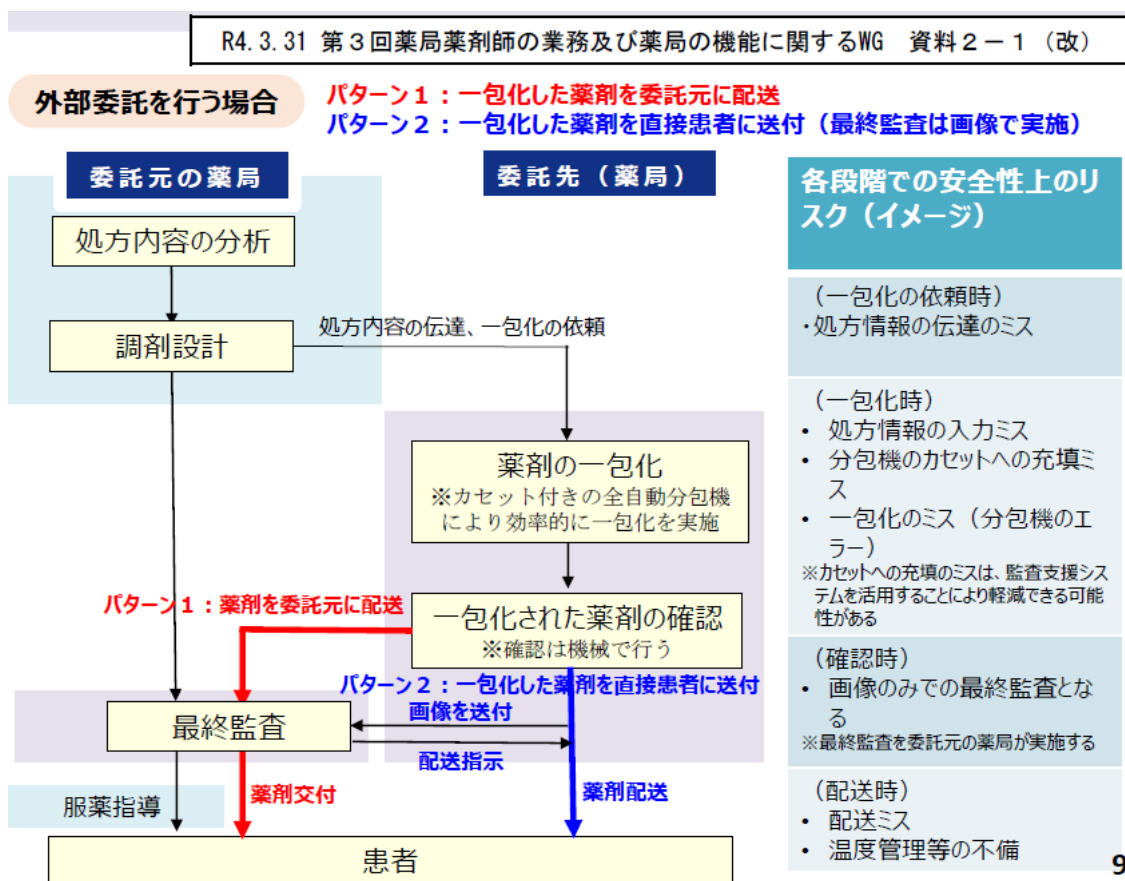 R4.3.31 第3回薬局薬剤師の業務及び薬局の機能に関するWG 資料2－1（改）
外部委託を行う場合
パターン1：一包化した薬剤を委託元に配送
パターン2：一包化した薬剤を直接患者に送付（最終監査は画像で実施）
委託元の薬局
委託先（薬局）
各段階での安全性上のリ
スク（イメージ）
処方内容の分析
調剤設計
処方内容の伝達、一包化の依頼
（一包化の依頼時）
・処方情報の伝達のミス
薬剤の一包化
※カセット付きの全自動分包機
により効率的に一包化を実施
（一包化時）
• 処方情報の入力ミス
• 分包機のカセットへの充填ミ
ス
• 一包化のミス（分包機のエ
ラー）
※カセットへの充填のミスは、監査支援シス
テムを活用することにより軽減できる可能
性がある
パターン1：薬剤を委託元に配送
一包化された薬剤の確認
※確認は機械で行う
パターン2：一包化した薬剤を直接患者に送付
画像を送付
最終監査
配送指示
（確認時）
• 画像のみでの最終監査とな
る
※最終監査を委託元の薬局が実施する
服薬指導
薬剤交付
薬剤配送
（配送時）
• 配送ミス
• 温度管理等の不備
患者
9